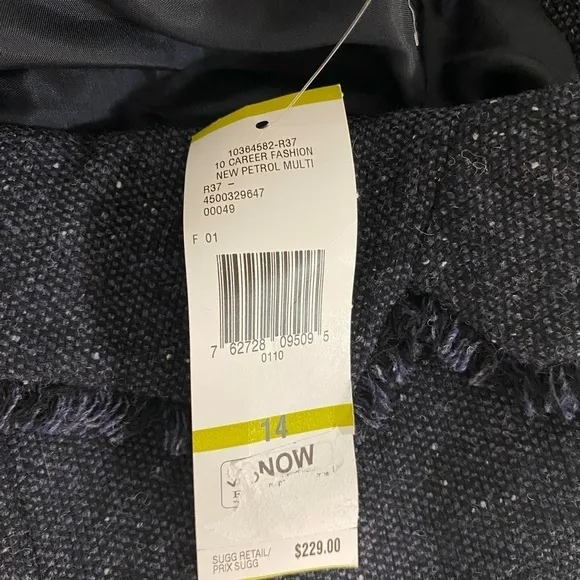 10364582-R37
10 CAREER FASHION
NEW PETROL MULTI
R37 –
4500329647
00049
F 01
7 62728 09509 5
0110
14
NOW
SUGG RETAIL/
PRIX SUGG
$229.00